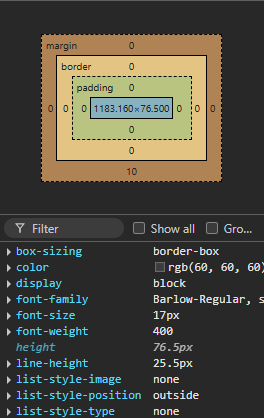 margin 0
border 0
padding 0
0 0 0 1183.160×76.500 0 0 0
0
0
10
Filter Show all Gro...
box-sizing border-box
color rgb(60, 60, 60)
display block
font-family Barlow-Regular, s
font-size 17px
font-weight 400
height 76.5px
line-height 25.5px
list-style-image none
list-style-position outside
list-style-type none